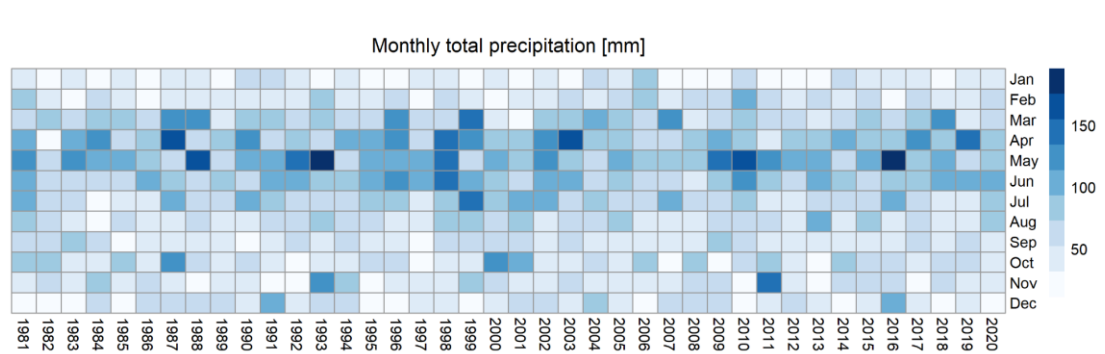 Monthly total precipitation [mm]
Jan
Feb
Mar
Apr
May
Jun
Jul
Aug
Sep
Oct
Nov
Dec
150
100
50
1981 1982 1983 1984 1985 1986 1987 1988 1989 1990 1991 1992 1993 1994 1995 1996 1997 1998 1999 2000 2001 2002 2003 2004 2005 2006 2007 2008 2009 2010 2011 2012 2013 2014 2015 2016 2017 2018 2019 2020